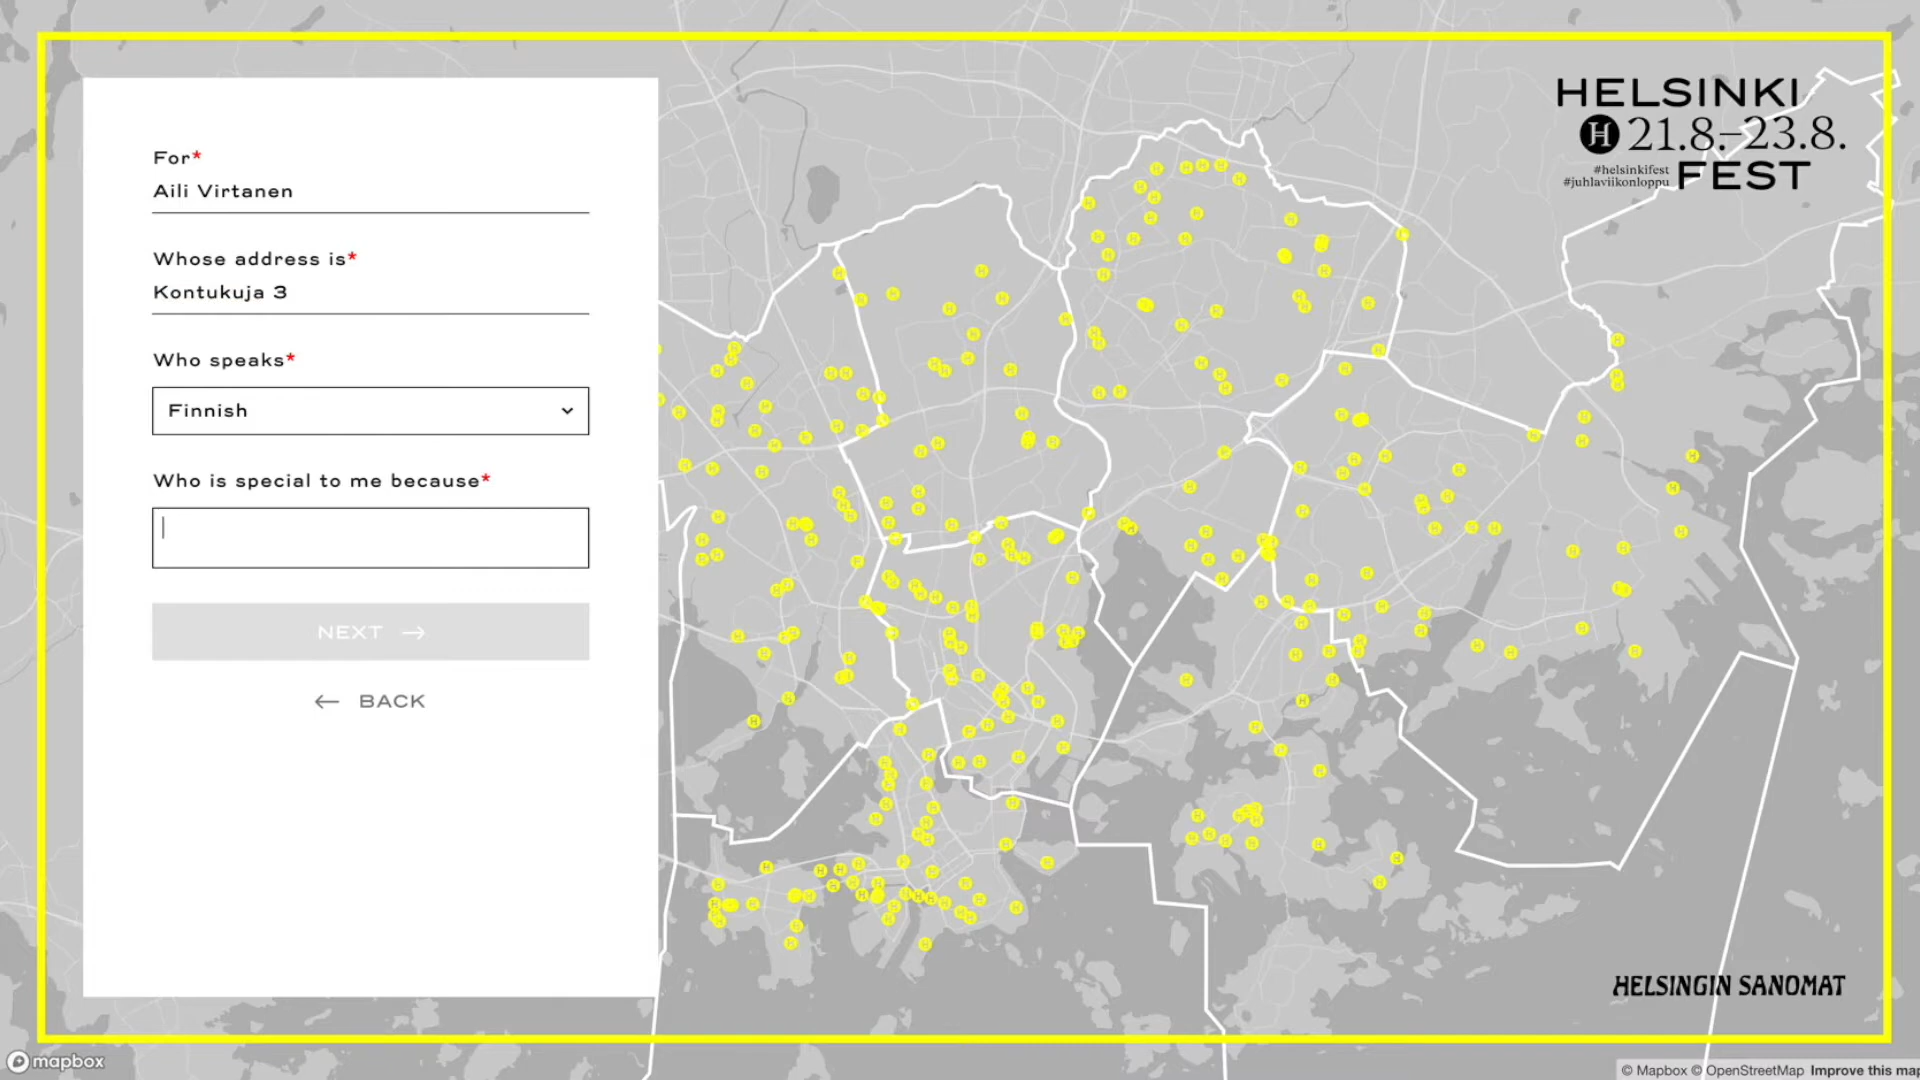 For*
Aili Virtanen
Whose address is*
Kontukuja 3
Who speaks*
Finnish
Who is special to me because*
NEXT →
← BACK
HELSINKI
H 21.8.–23.8.
#helsinkifest
#juhlaviikonloppu
FEST
HELSINGIN SANOMAT
mapbox
© Mapbox © OpenStreetMap Improve this map